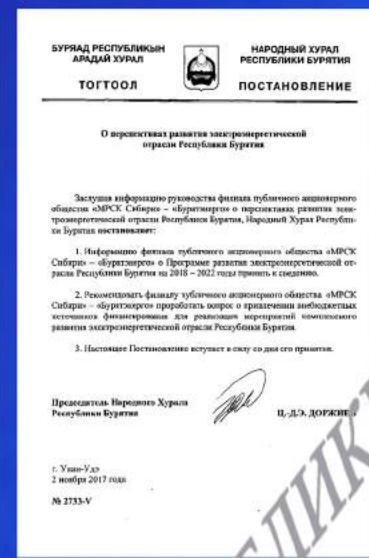 БУРЯАД РЕСПУБЛИКЫН
АРАДАЙ ХУРАЛ
ТОГТООЛ
НАРОДНЫЙ ХУРАЛ
РЕСПУБЛИКИ БУРЯТИЯ
ПОСТАНОВЛЕНИЕ
О перспективах развития электроэнергетической
отрасли Республики Бурятия
Заслушав информацию руководства филиала публичного акционерного
общества «МРСК Сибири» – «Бурятэнерго» о перспективах развития элек-
троэнергетической отрасли Республики Бурятия, Народный Хурал Республи-
ки Бурятия постановляет:
1. Информацию филиала публичного акционерного общества «МРСК
Сибири» – «Бурятэнерго» о Программе развития электроэнергетической от-
расли Республики Бурятия на 2018 – 2022 годы принять к сведению.
2. Рекомендовать филиалу публичного акционерного общества «МРСК
Сибири» – «Бурятэнерго» проработать вопрос о привлечении внебюджетных
источников финансирования для реализации мероприятий комплексного
развития электроэнергетической отрасли Республики Бурятия.
3. Настоящее Постановление вступает в силу со дня его принятия.
Председатель Народного Хурала
Республики Бурятия
Ц.-Д.Э. ДОРЖИЕВ
г. Улан-Удэ
2 ноября 2017 года
№ 2733-V